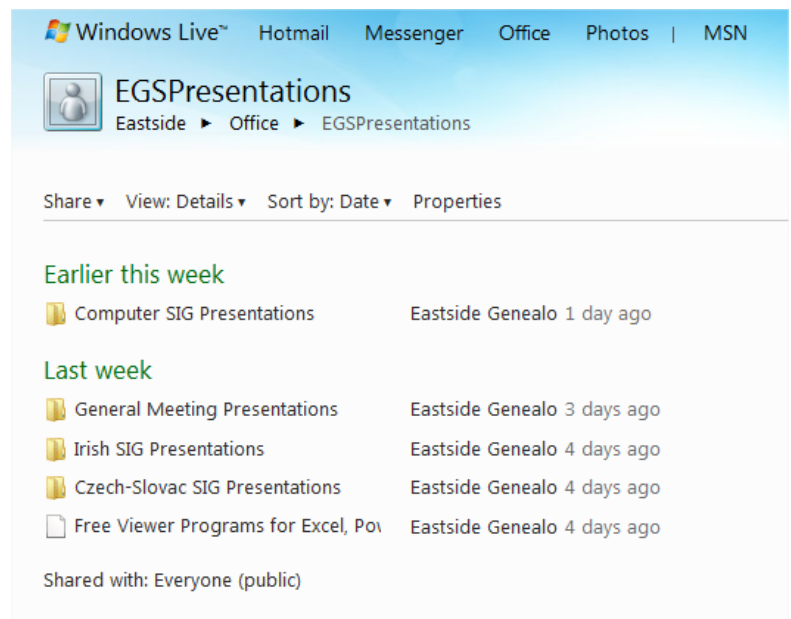 Windows Live™ Hotmail Messenger Office Photos | MSN
EGSPresentations
Eastside ► Office ► EGSPresentations
Share ▾ View: Details ▾ Sort by: Date ▾ Properties
Earlier this week
Computer SIG Presentations Eastside Genealo 1 day ago
Last week
General Meeting Presentations Eastside Genealo 3 days ago
Irish SIG Presentations Eastside Genealo 4 days ago
Czech-Slovac SIG Presentations Eastside Genealo 4 days ago
Free Viewer Programs for Excel, Pow Eastside Genealo 4 days ago
Shared with: Everyone (public)